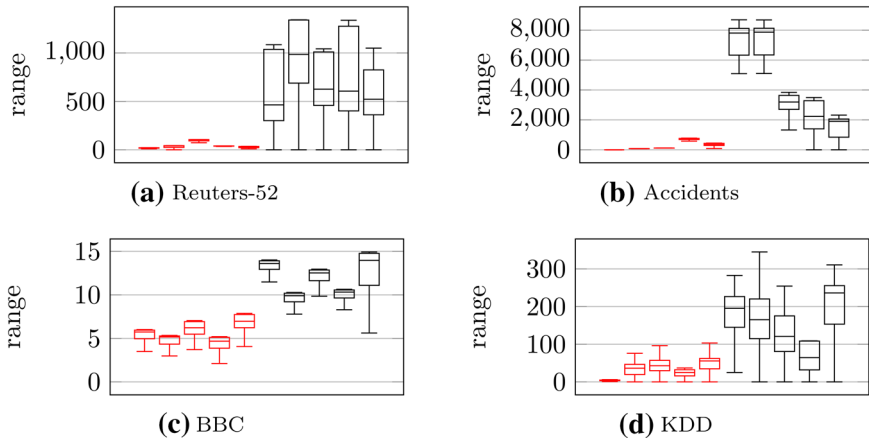 range
1,000
500
0
(a) Reuters-52
range
8,000
6,000
4,000
2,000
0
(b) Accidents
range
15
10
5
0
(c) BBC
range
300
200
100
0
(d) KDD